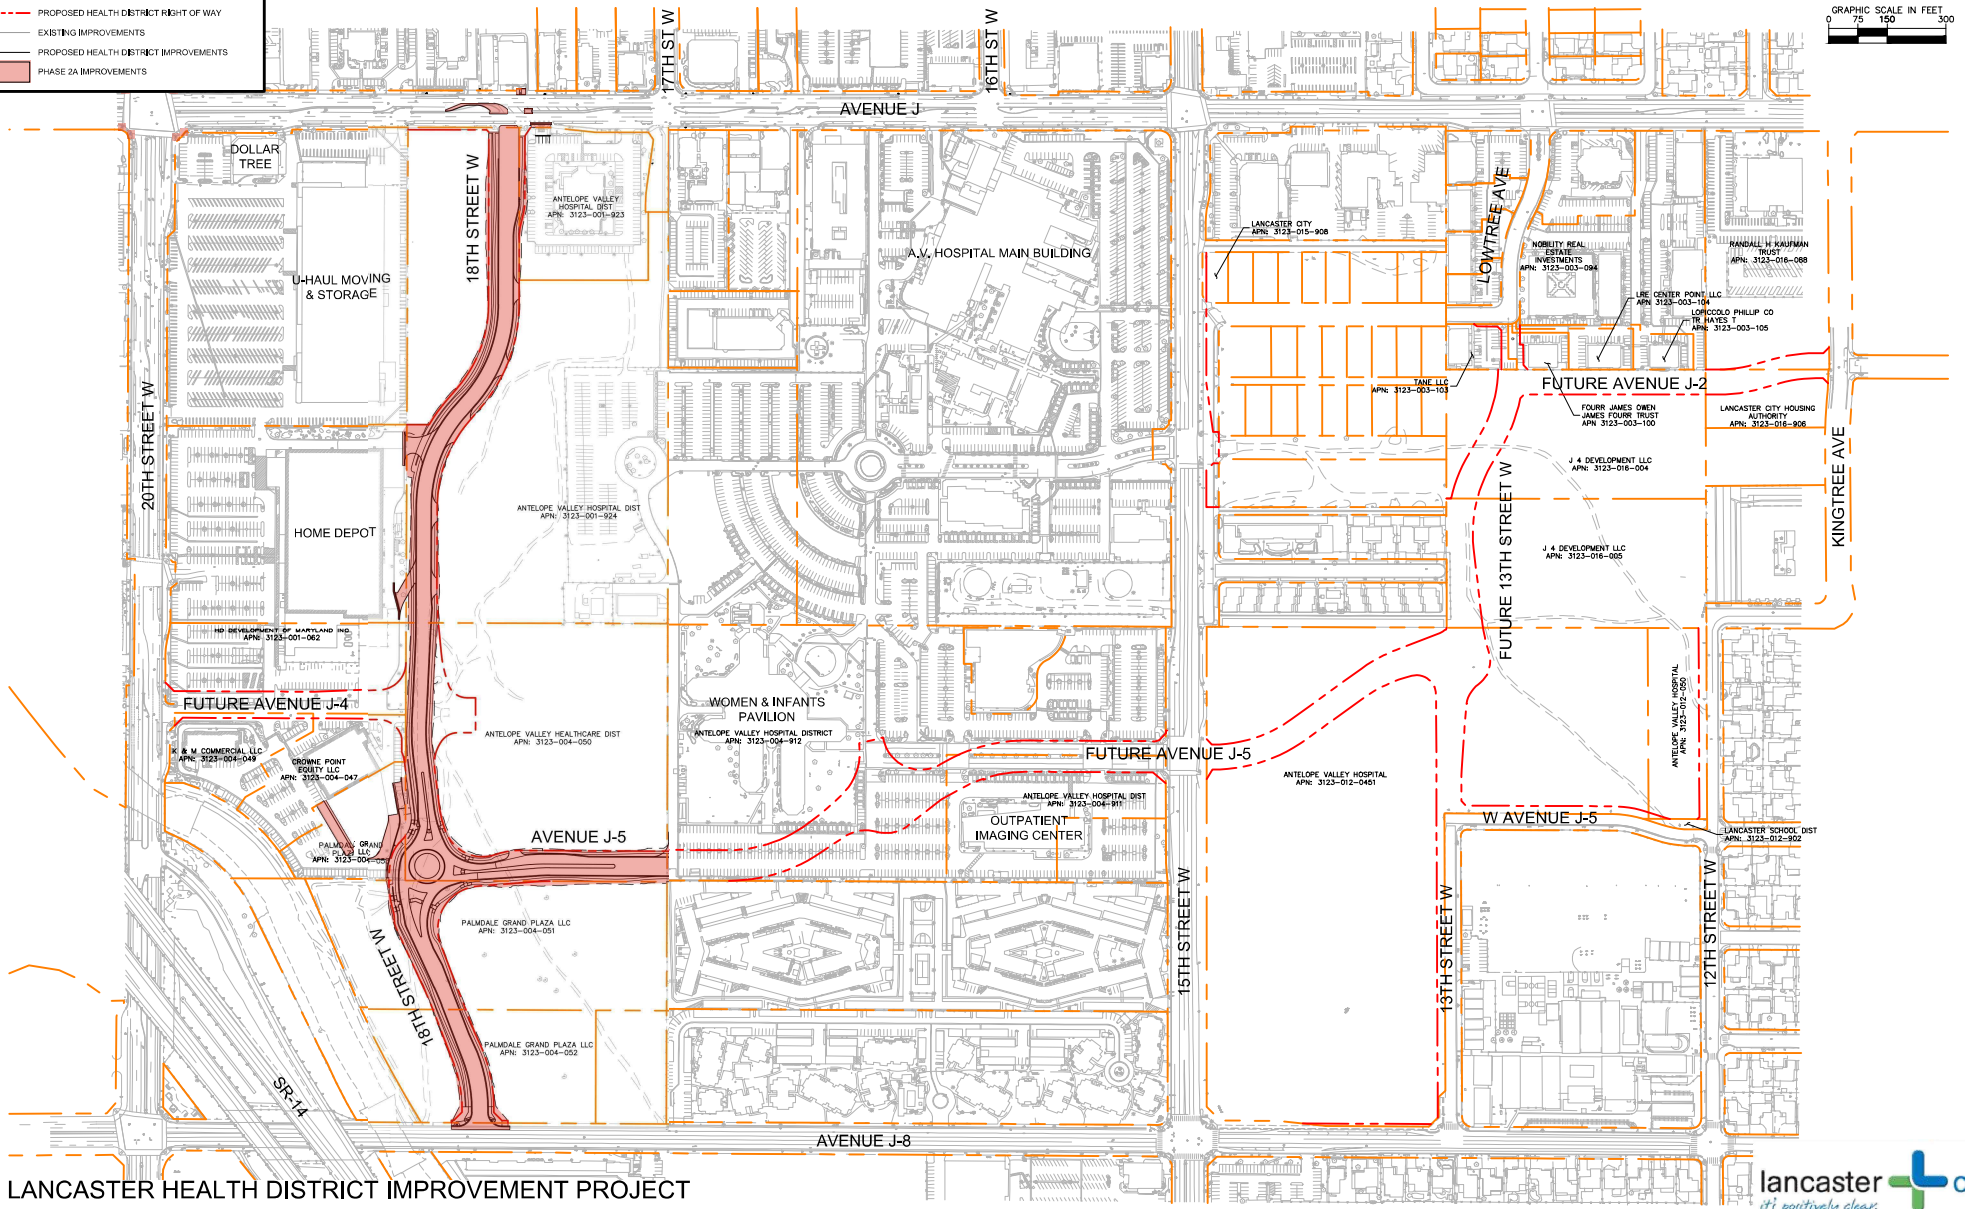 PROPOSED HEALTH DISTRICT RIGHT OF WAY
EXISTING IMPROVEMENTS
PROPOSED HEALTH DISTRICT IMPROVEMENTS
PHASE 2A IMPROVEMENTS
GRAPHIC SCALE IN FEET
0 75 150 300
17TH ST W
16TH ST W
AVENUE J
DOLLAR
TREE
18TH STREET W
ANTELOPE VALLEY
HOSPITAL DIST
APN: 3123-001-923
U-HAUL MOVING
& STORAGE
A.V. HOSPITAL MAIN BUILDING
LANCASTER CITY
APN: 3123-015-908
LOWTREE AVE
NOBILITY REAL
ESTATE
INVESTMENTS
APN: 3123-003-094
RANDALL H KAUFMAN
TRUST
APN: 3123-016-088
LRE CENTER POINT LLC
APN 3123-003-104
LOPICCOLO PHILLIP CO
TR HAYES T
APN: 3123-003-105
TANE LLC
APN: 3123-003-103
FUTURE AVENUE J-2
FOURR JAMES OWEN
JAMES FOURR TRUST
APN 3123-003-100
LANCASTER CITY HOUSING
AUTHORITY
APN: 3123-016-906
20TH STREET W
KINGTREE AVE
J 4 DEVELOPMENT LLC
APN: 3123-016-004
HOME DEPOT
ANTELOPE VALLEY HOSPITAL DIST
APN: 3123-001-924
FUTURE 13TH STREET W
J 4 DEVELOPMENT LLC
APN: 3123-016-005
HD DEVELOPMENT OF MARYLAND INC.
APN: 3123-001-062
FUTURE AVENUE J-4
WOMEN & INFANTS
PAVILION
ANTELOPE VALLEY HOSPITAL DISTRICT
APN: 3123-004-912
ANTELOPE VALLEY HEALTHCARE DIST
APN: 3123-004-050
ANTELOPE VALLEY HOSPITAL
APN: 3123-012-050
K & M COMMERCIAL LLC
APN: 3123-004-049
CROWNE POINT
EQUITY LLC
APN: 3123-004-047
FUTURE AVENUE J-5
ANTELOPE VALLEY HOSPITAL
APN: 3123-012-0451
ANTELOPE VALLEY HOSPITAL DIST
APN: 3123-004-911
OUTPATIENT
IMAGING CENTER
AVENUE J-5
W AVENUE J-5
LANCASTER SCHOOL DIST
APN: 3123-012-902
PALMDALE GRAND
PLAZA LLC
PALMDALE GRAND PLAZA LLC
APN: 3123-004-051
18TH STREET W
15TH STREET W
13TH STREET W
12TH STREET W
PALMDALE GRAND PLAZA LLC
APN: 3123-004-052
SR-14
AVENUE J-8
LANCASTER HEALTH DISTRICT IMPROVEMENT PROJECT
lancaster
it's positively clear.